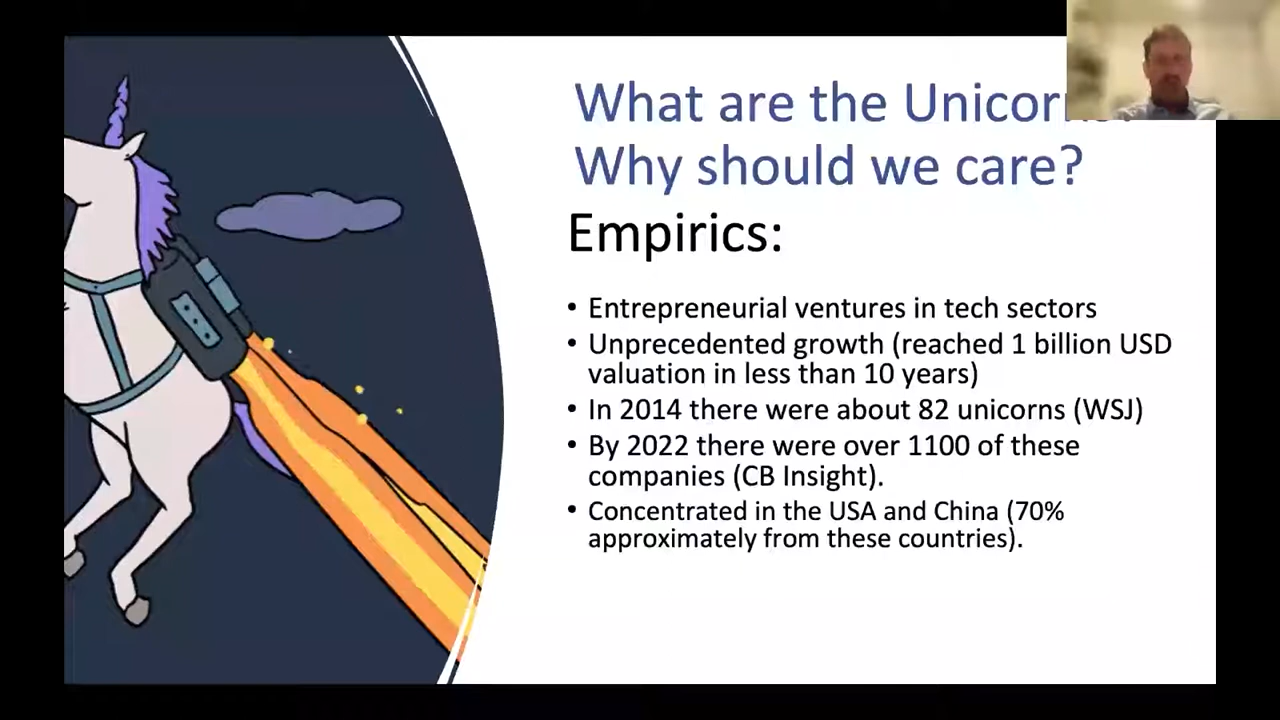 What are the Unicorns?
Why should we care?
Empirics:
• Entrepreneurial ventures in tech sectors
• Unprecedented growth (reached 1 billion USD
valuation in less than 10 years)
• In 2014 there were about 82 unicorns (WSJ)
• By 2022 there were over 1100 of these
companies (CB Insight).
• Concentrated in the USA and China (70%
approximately from these countries).